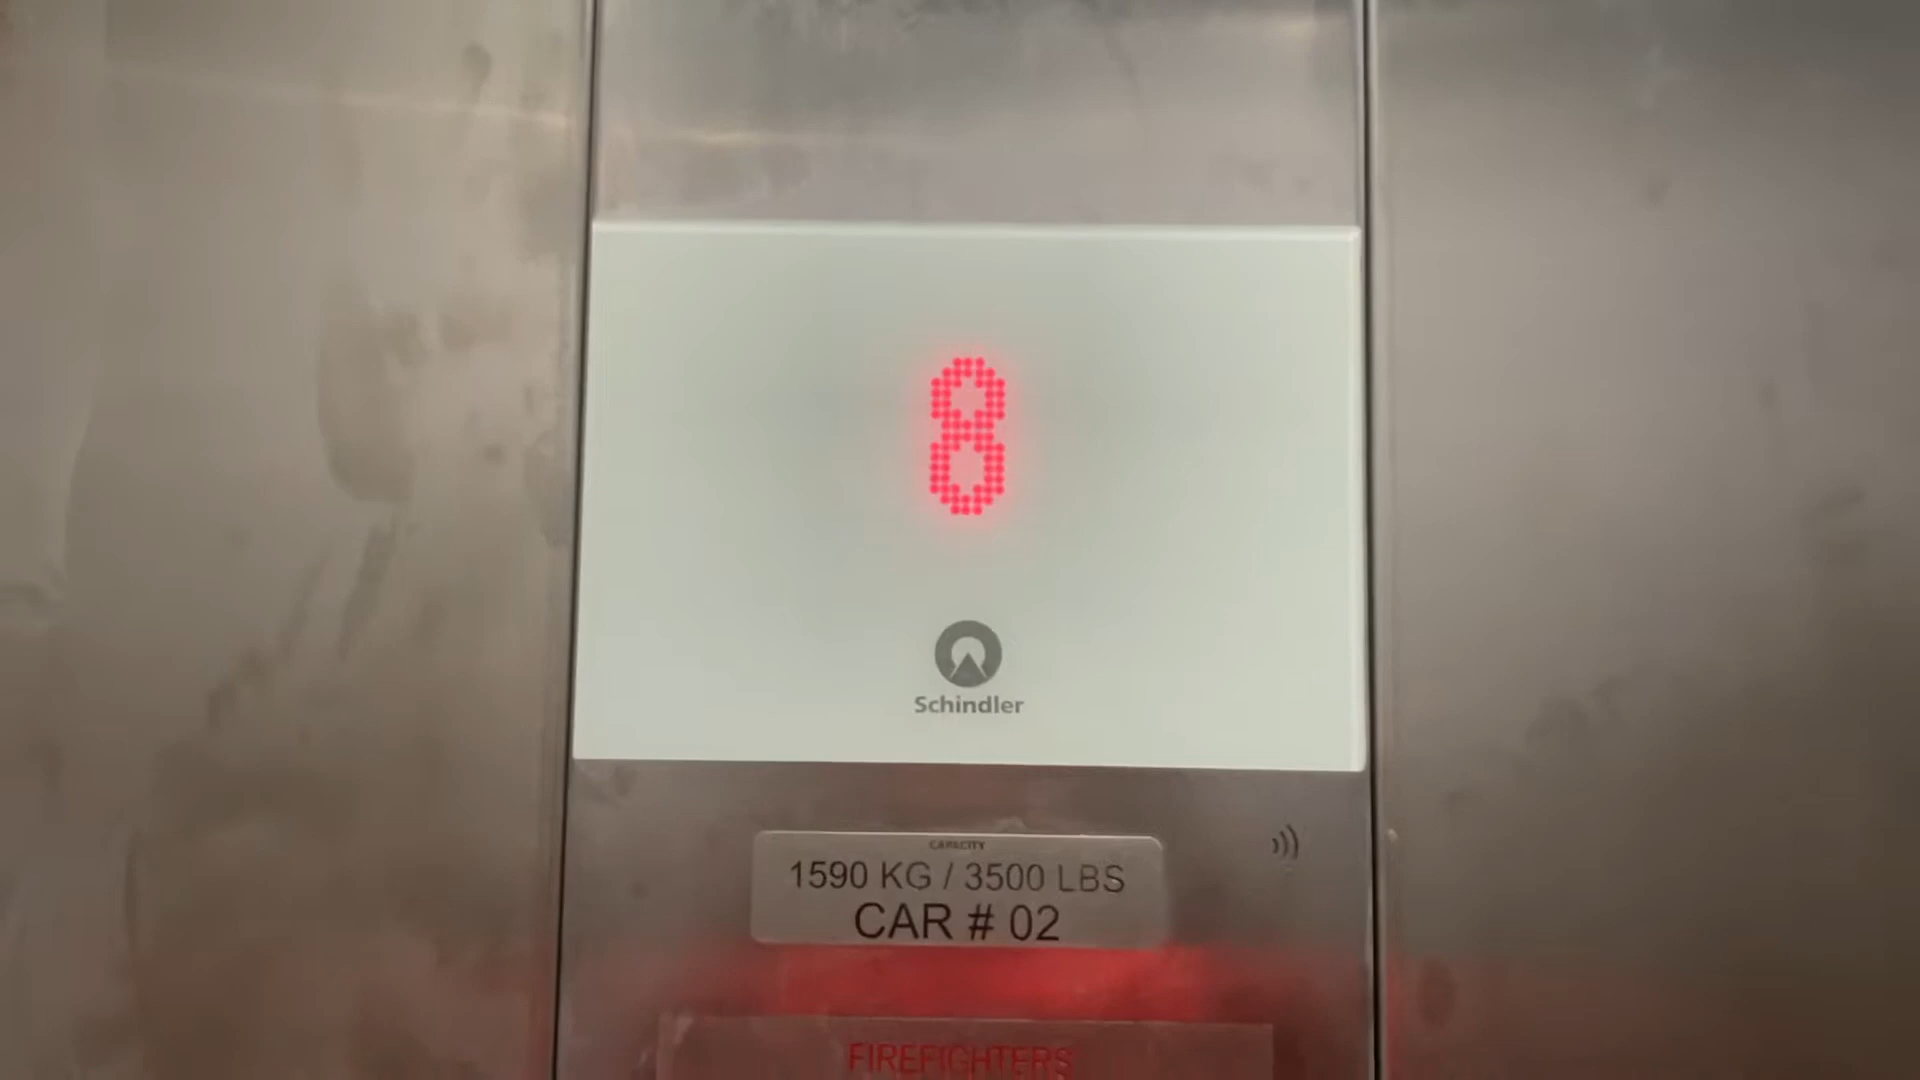 8
Schindler
CAPACITY
1590 KG / 3500 LBS
CAR # 02
FIREFIGHTERS